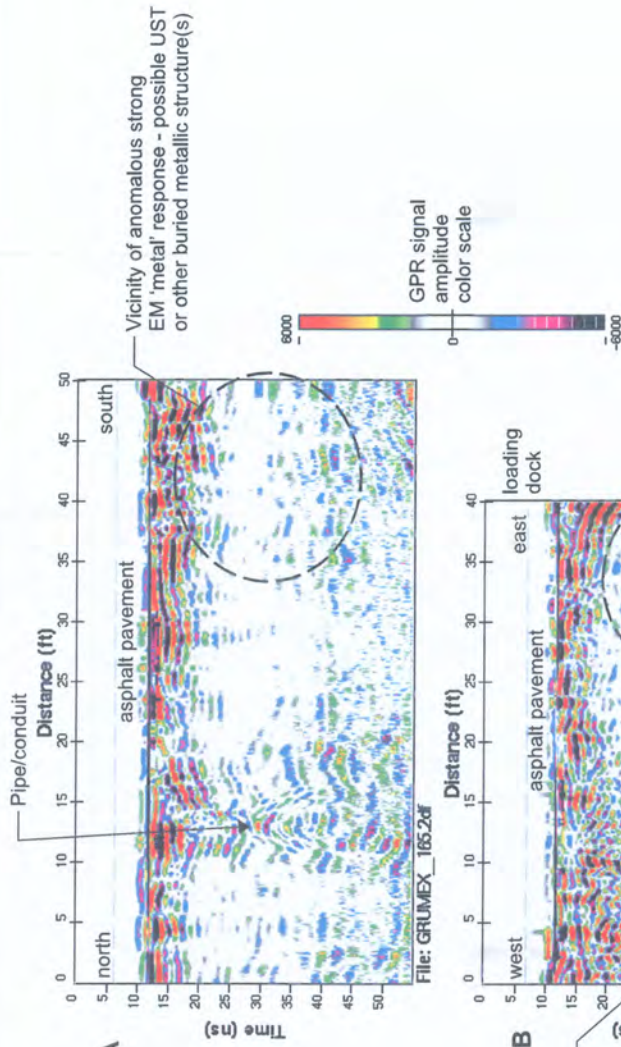 A
Pipe/conduit
Distance (ft)
0 5 10 15 20 25 30 35 40 45 50
north
asphalt pavement
south
Time (ns)
0
5
10
15
20
25
30
35
40
45
50
File: GRUMEX__165.2df
Vicinity of anomalous strong
EM 'metal' response - possible UST
or other buried metallic structure(s)
6000
0
-6000
GPR signal
amplitude
color scale
B
Distance (ft)
0 5 10 15 20 25 30 35 40
west
asphalt pavement
east
loading
dock
0
5
10
15
20